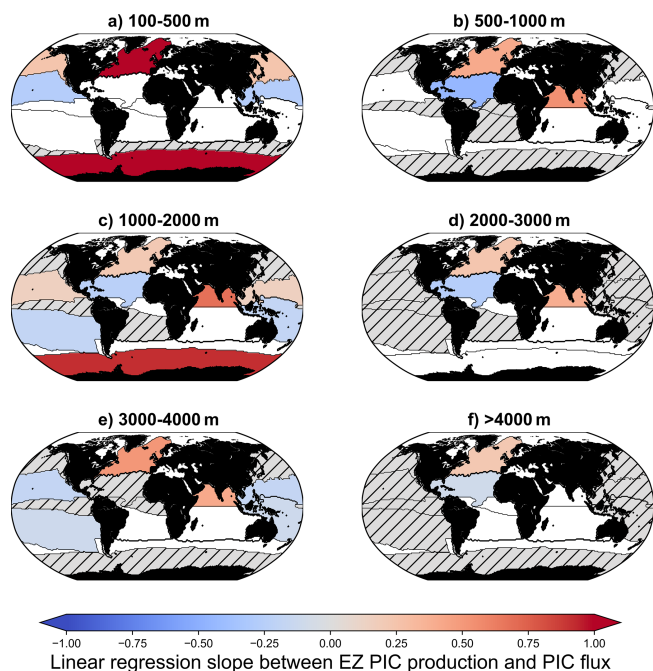 a) 100-500 m
b) 500-1000 m
c) 1000-2000 m
d) 2000-3000 m
e) 3000-4000 m
f) >4000 m
−1.00 −0.75 −0.50 −0.25 0.00 0.25 0.50 0.75 1.00
Linear regression slope between EZ PIC production and PIC flux